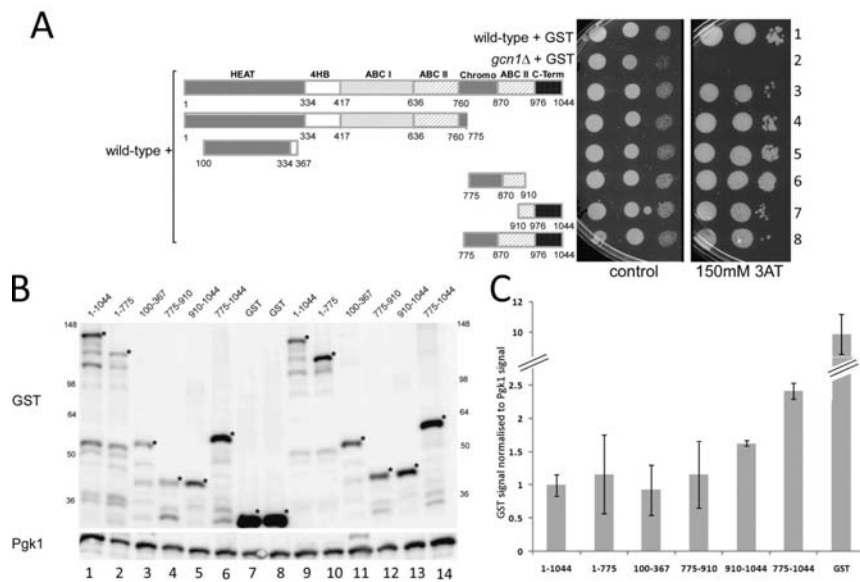 A
wild-type + GST
gcn1Δ + GST
HEAT 4HB ABC I ABC II Chromo ABC II C-Term
1 334 417 636 760 870 976 1044
1 334 417 636 760 775
wild-type +
100 334 367
775 870 910
910 976 1044
775 870 976 1044
1
2
3
4
5
6
7
8
control 150mM 3AT
B
1-1044 1-775 100-367 775-910 910-1044 775-1044 GST GST 1-1044 1-775 100-367 775-910 910-1044 775-1044
GST
148 148
98 98
64 64
50 50
36 36
Pgk1
1 2 3 4 5 6 7 8 9 10 11 12 13 14
C
GST signal normalised to Pgk1 signal
12
10
2.5
2
1.5
1
0.5
0
1-1044 1-775 100-367 775-910 910-1044 775-1044 GST